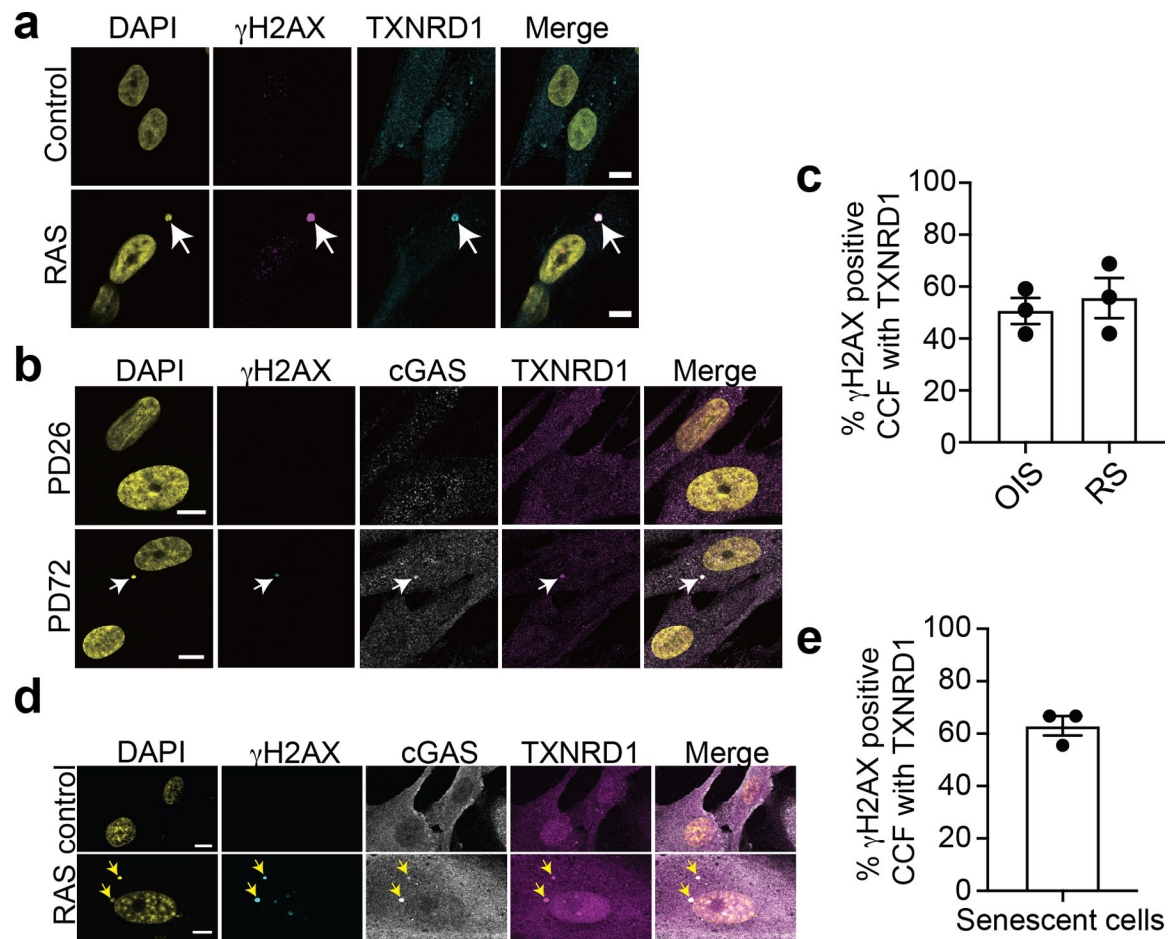 a
DAPI γH2AX TXNRD1 Merge
Control
RAS
b
DAPI γH2AX cGAS TXNRD1 Merge
PD26
PD72
c
% γH2AX positive
CCF with TXNRD1
100
80
60
40
20
0
OIS
RS
d
DAPI γH2AX cGAS TXNRD1 Merge
control
RAS
e
% γH2AX positive
CCF with TXNRD1
100
80
60
40
20
0
Senescent cells